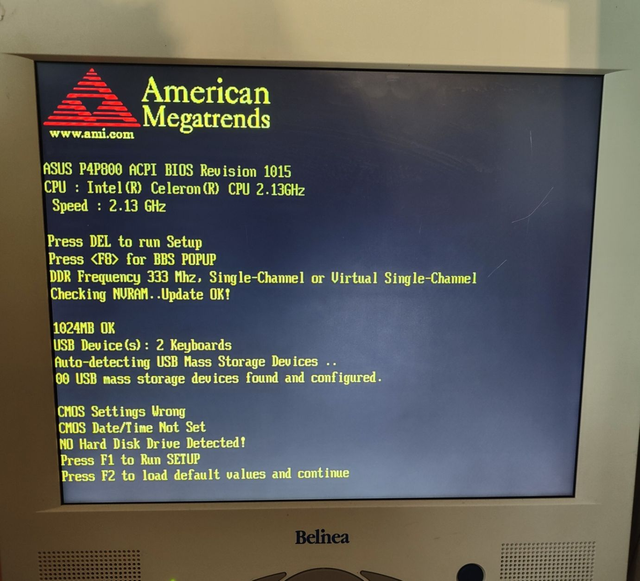 American
Megatrends
www.ami.com
ASUS P4P800 ACPI BIOS Revision 1015
CPU : Intel(R) Celeron(R) CPU 2.13GHz
Speed : 2.13 GHz
Press DEL to run Setup
Press <F8> for BBS POPUP
DDR Frequency 333 Mhz, Single-Channel or Virtual Single-Channel
Checking NVRAM..Update OK!
1024MB OK
USB Device(s): 2 Keyboards
Auto-detecting USB Mass Storage Devices ..
00 USB mass storage devices found and configured.
CMOS Settings Wrong
CMOS Date/Time Not Set
NO Hard Disk Drive Detected!
Press F1 to Run SETUP
Press F2 to load default values and continue
Belinea